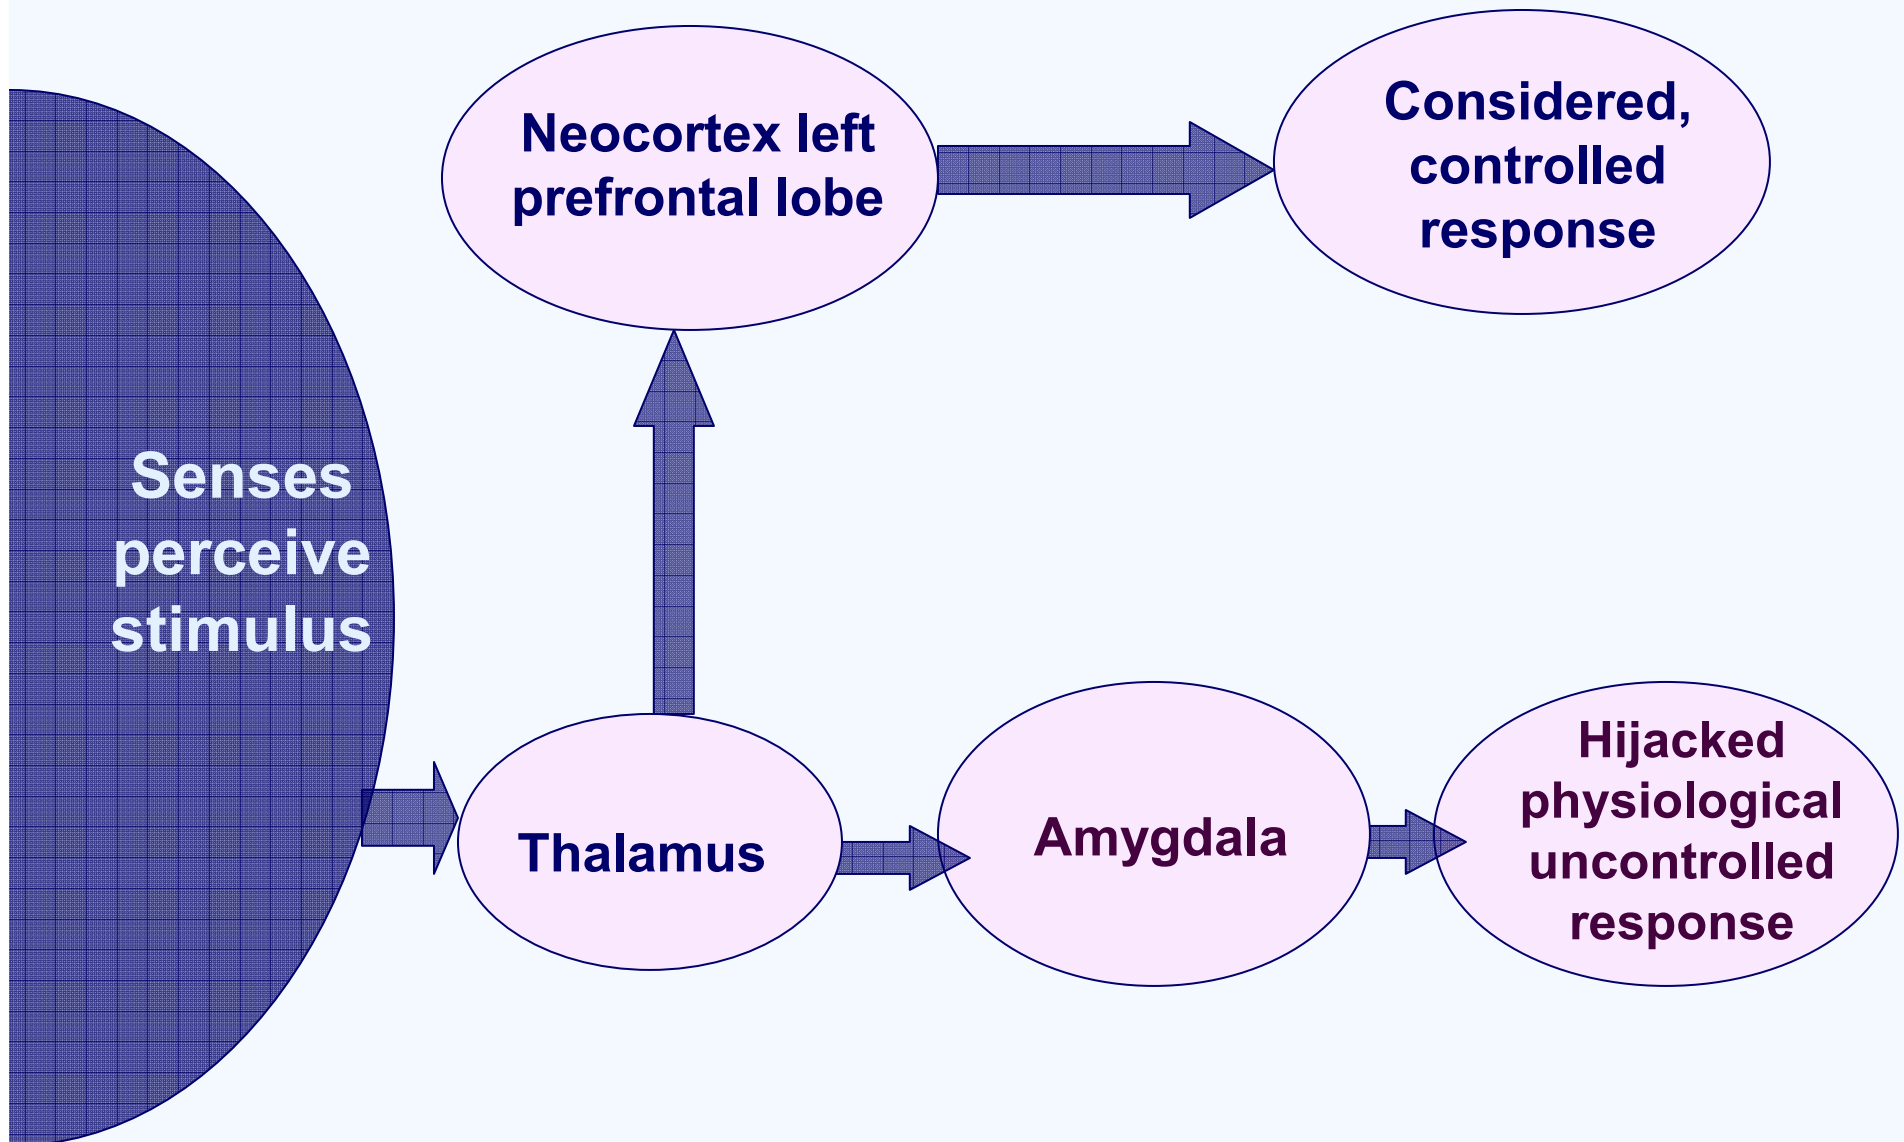 Senses
perceive
stimulus
Neocortex left
prefrontal lobe
Considered,
controlled
response
Thalamus
Amygdala
Hijacked
physiological
uncontrolled
response